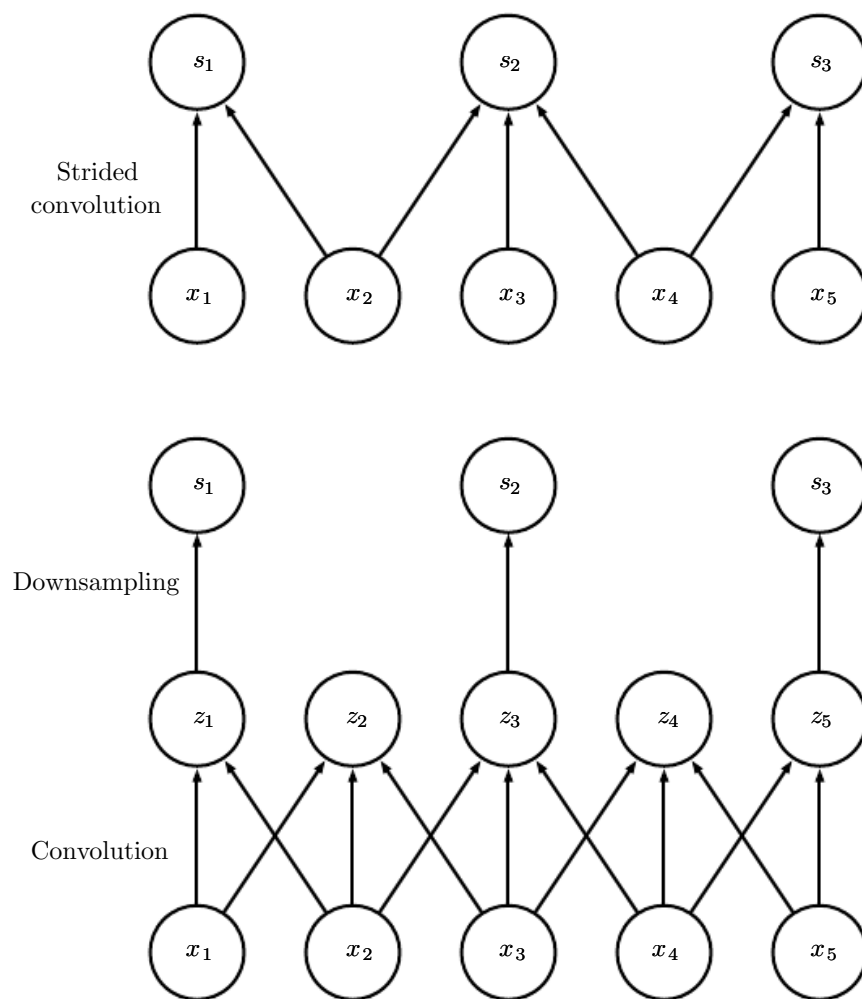 s₁ s₂ s₃
Strided
convolution
x₁ x₂ x₃ x₄ x₅
s₁ s₂ s₃
Downsampling
z₁ z₂ z₃ z₄ z₅
Convolution
x₁ x₂ x₃ x₄ x₅